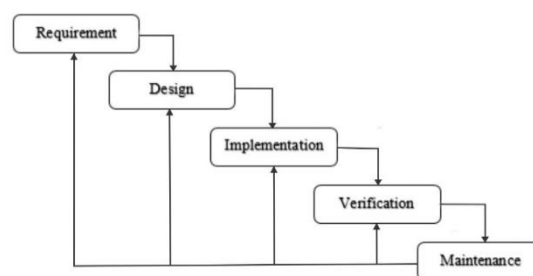 Requirement
Design
Implementation
Verification
Maintenance